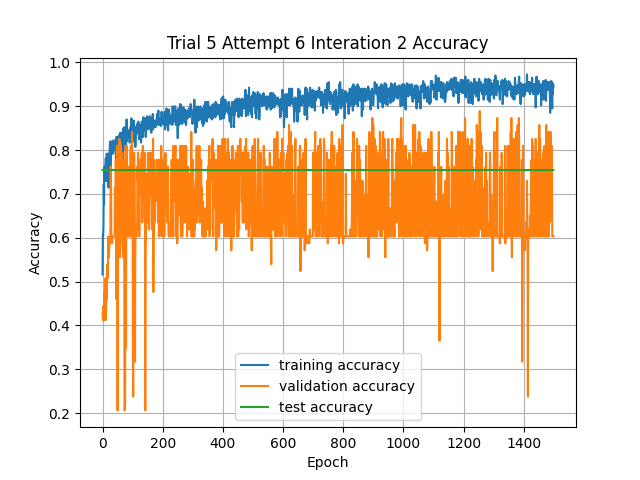 Trial 5 Attempt 6 Interation 2 Accuracy
1.0
0.9
0.8
0.7
0.6
0.5
0.4
0.3
0.2
Accuracy
training accuracy
validation accuracy
test accuracy
0 200 400 600 800 1000 1200 1400
Epoch